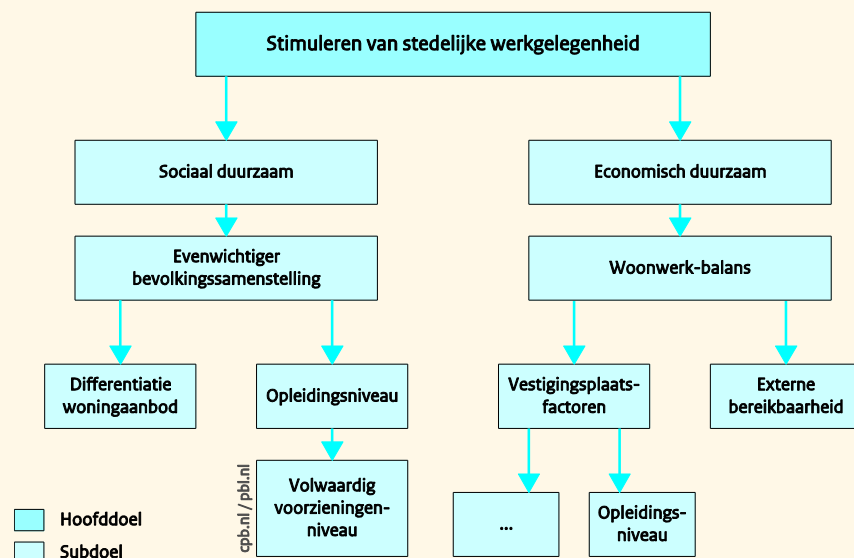 Stimuleren van stedelijke werkgelegenheid
Sociaal duurzaam
Economisch duurzaam
Evenwichtiger
bevolkingssamenstelling
Woonwerk-balans
Differentiatie
woningaanbod
Opleidingsniveau
Vestigingsplaats-
factoren
Externe
bereikbaarheid
Volwaardig
voorzieningen-
niveau
...
Opleidings-
niveau
cpb.nl / pbl.nl
Hoofddoel
Subdoel